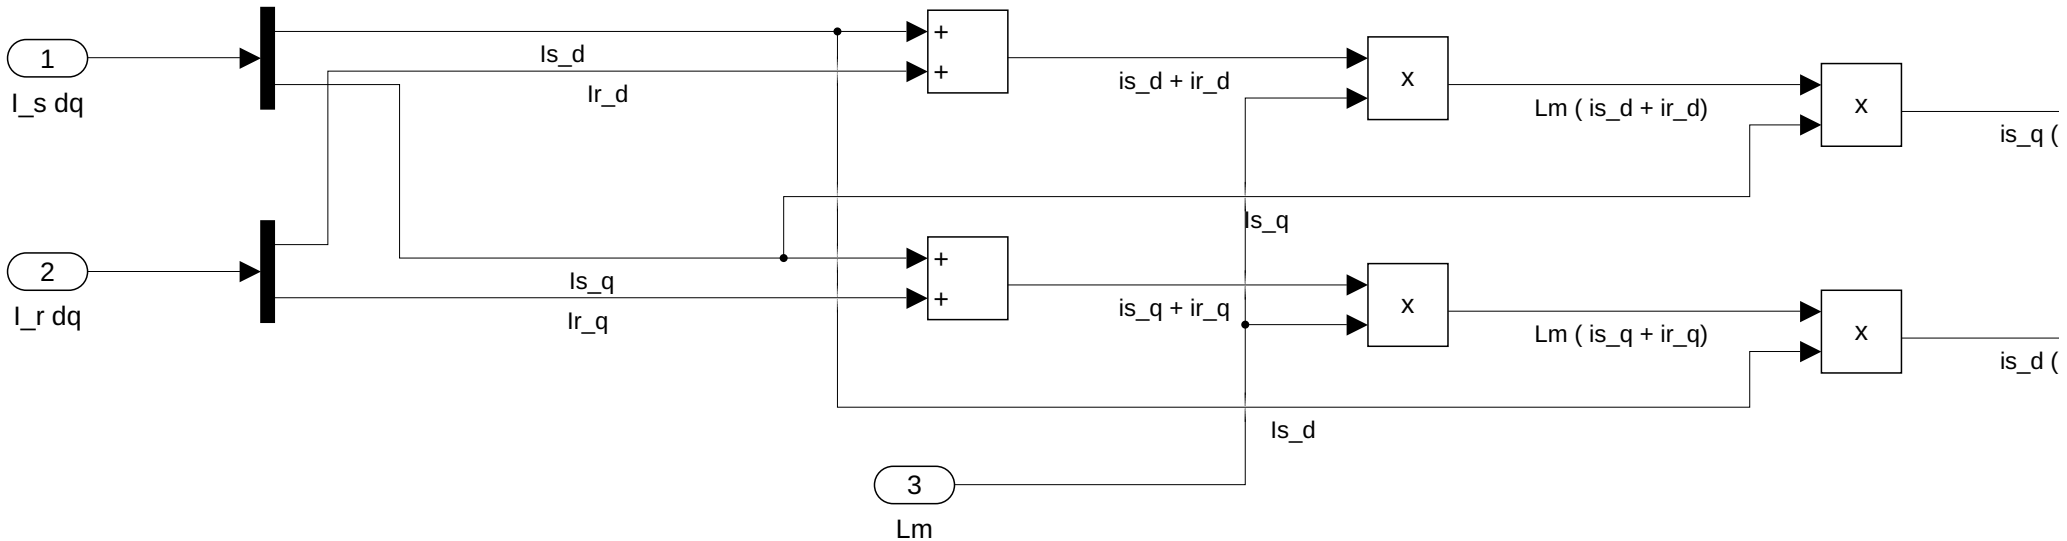 1
I_s dq
Is_d
Ir_d
+
+
is_d + ir_d
x
Lm ( is_d + ir_d)
x
is_q (
Is_q
2
I_r dq
Is_q
Ir_q
+
+
is_q + ir_q
x
Lm ( is_q + ir_q)
x
is_d (
Is_d
3
Lm